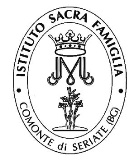 · ISTITUTO SACRA FAMIGLIA ·
COMONTE di SERIATE (BG)
M